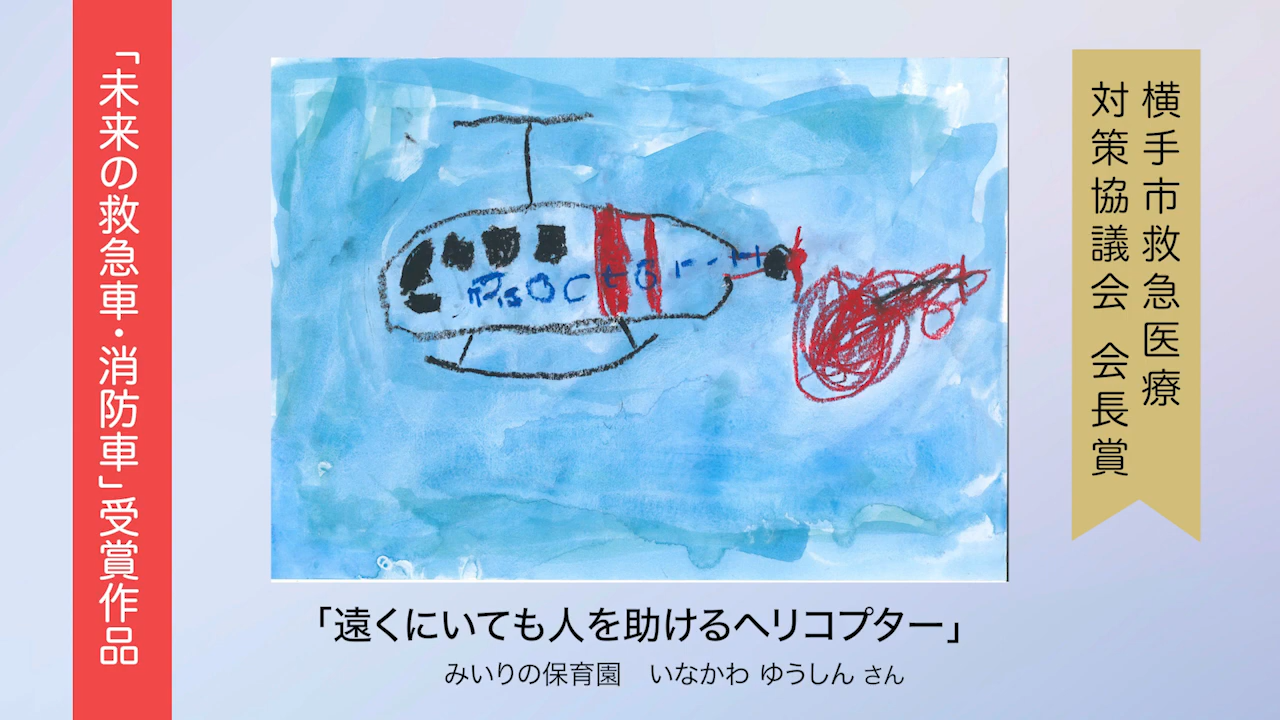 「未来の救急車・消防車」受賞作品
横手市救急医療
対策協議会 会長賞
「遠くにいても人を助けるヘリコプター」
みいりの保育園 いなかわ ゆうしん さん